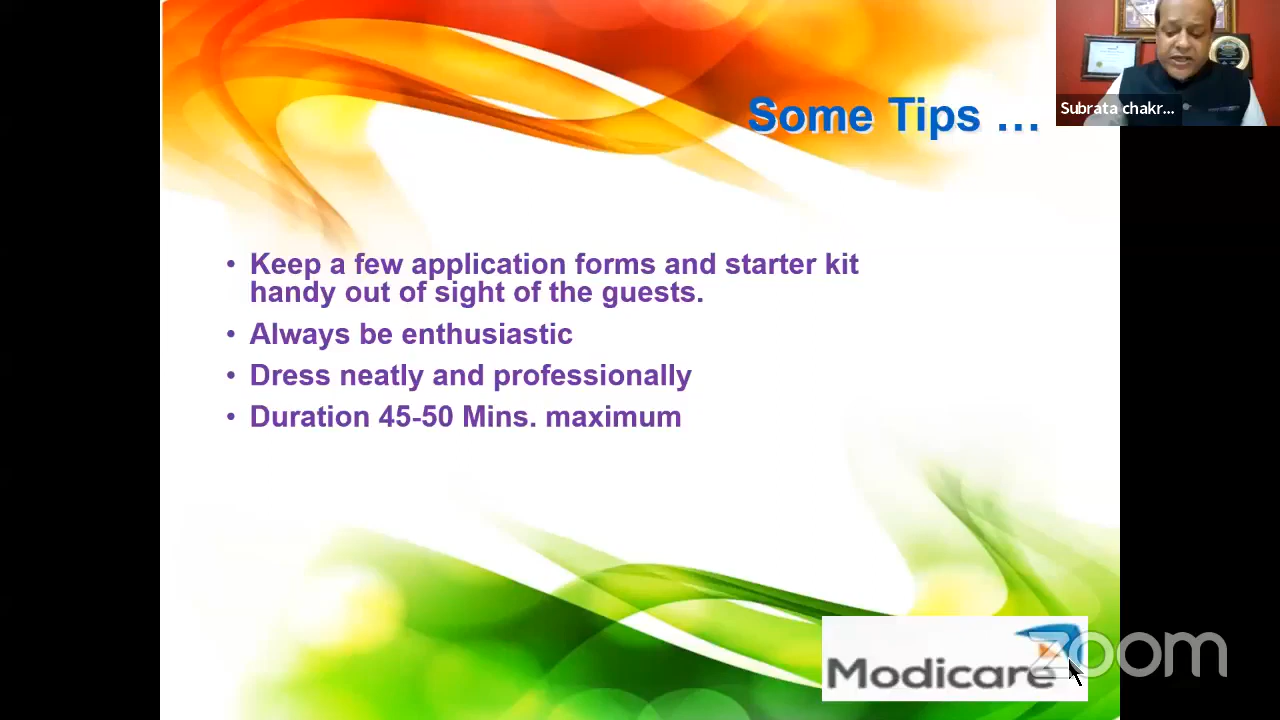 Some Tips ...
Subrata chakr...
• Keep a few application forms and starter kit
handy out of sight of the guests.
• Always be enthusiastic
• Dress neatly and professionally
• Duration 45-50 Mins. maximum
Modicare
zoom